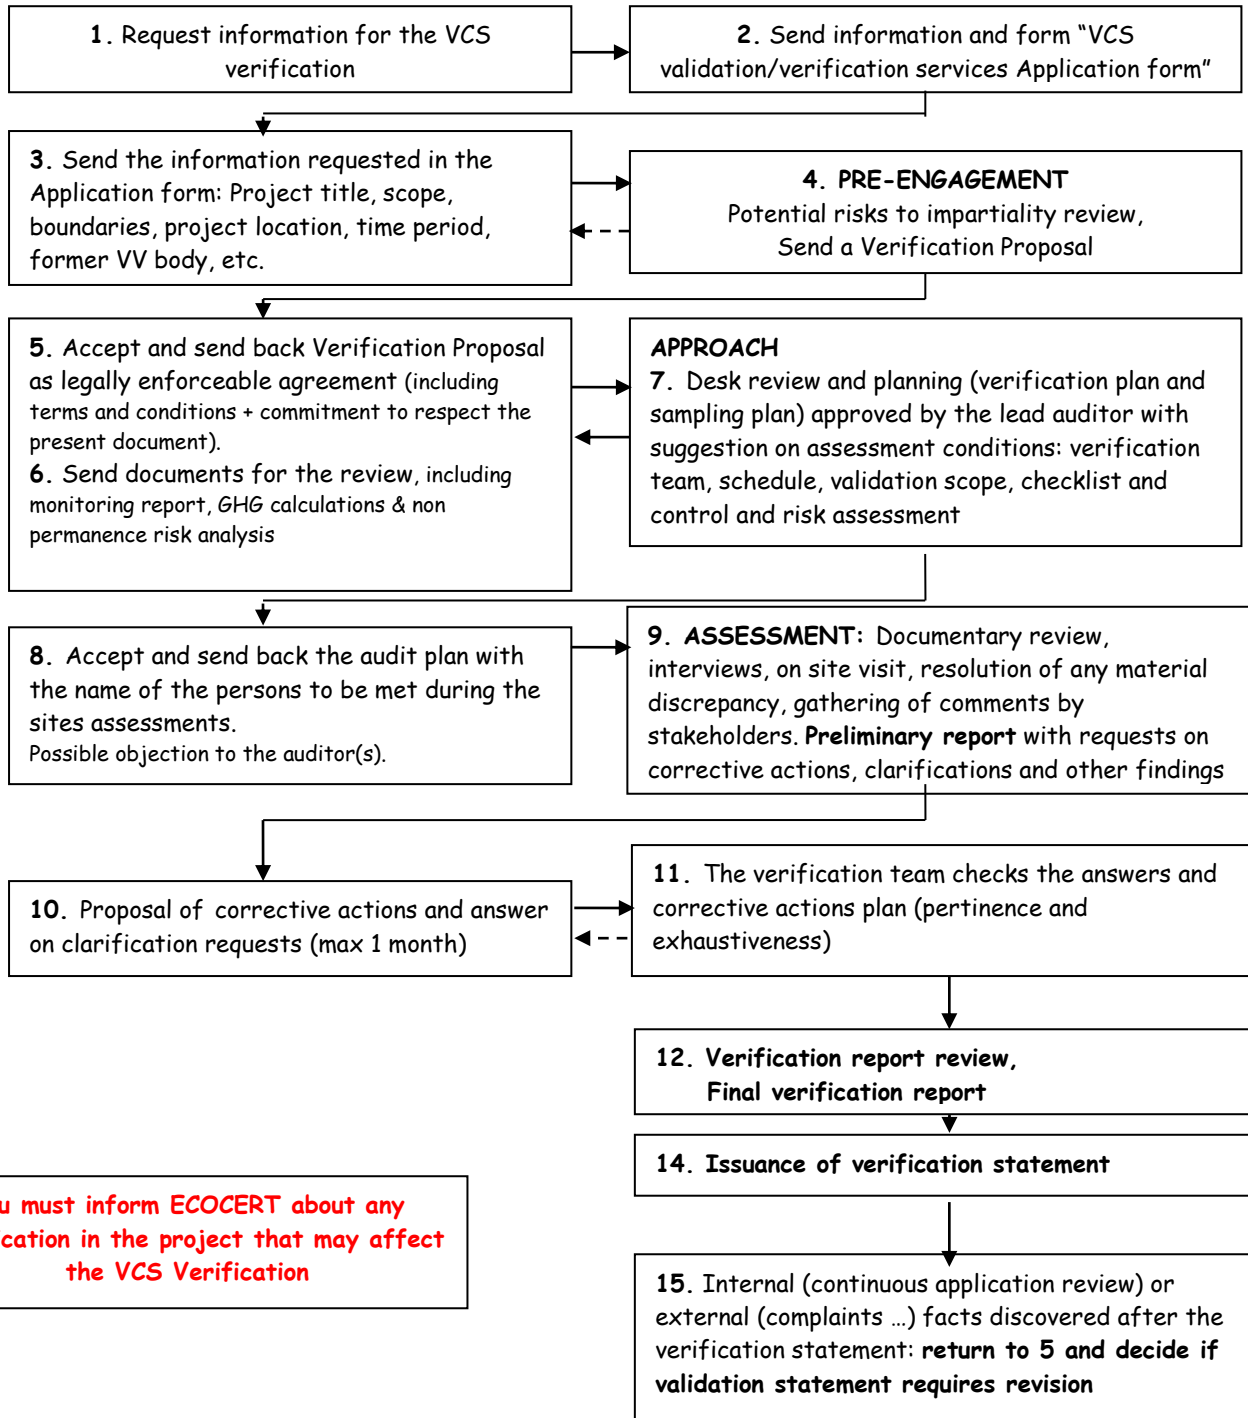 1. Request information for the VCS
verification
2. Send information and form “VCS
validation/verification services Application form”
3. Send the information requested in the
Application form: Project title, scope,
boundaries, project location, time period,
former VV body, etc.
4. PRE-ENGAGEMENT
Potential risks to impartiality review,
Send a Verification Proposal
5. Accept and send back Verification Proposal
as legally enforceable agreement (including
terms and conditions + commitment to respect the
present document).
6. Send documents for the review, including
monitoring report, GHG calculations & non
permanence risk analysis
APPROACH
7. Desk review and planning (verification plan and
sampling plan) approved by the lead auditor with
suggestion on assessment conditions: verification
team, schedule, validation scope, checklist and
control and risk assessment
8. Accept and send back the audit plan with
the name of the persons to be met during the
sites assessments.
Possible objection to the auditor(s).
9. ASSESSMENT: Documentary review,
interviews, on site visit, resolution of any material
discrepancy, gathering of comments by
stakeholders. Preliminary report with requests on
corrective actions, clarifications and other findings
10. Proposal of corrective actions and answer
on clarification requests (max 1 month)
11. The verification team checks the answers and
corrective actions plan (pertinence and
exhaustiveness)
12. Verification report review,
Final verification report
14. Issuance of verification statement
must inform ECOCERT about any
in the project that may affect
the VCS Verification
15. Internal (continuous application review) or
external (complaints …) facts discovered after the
verification statement: return to 5 and decide if
validation statement requires revision